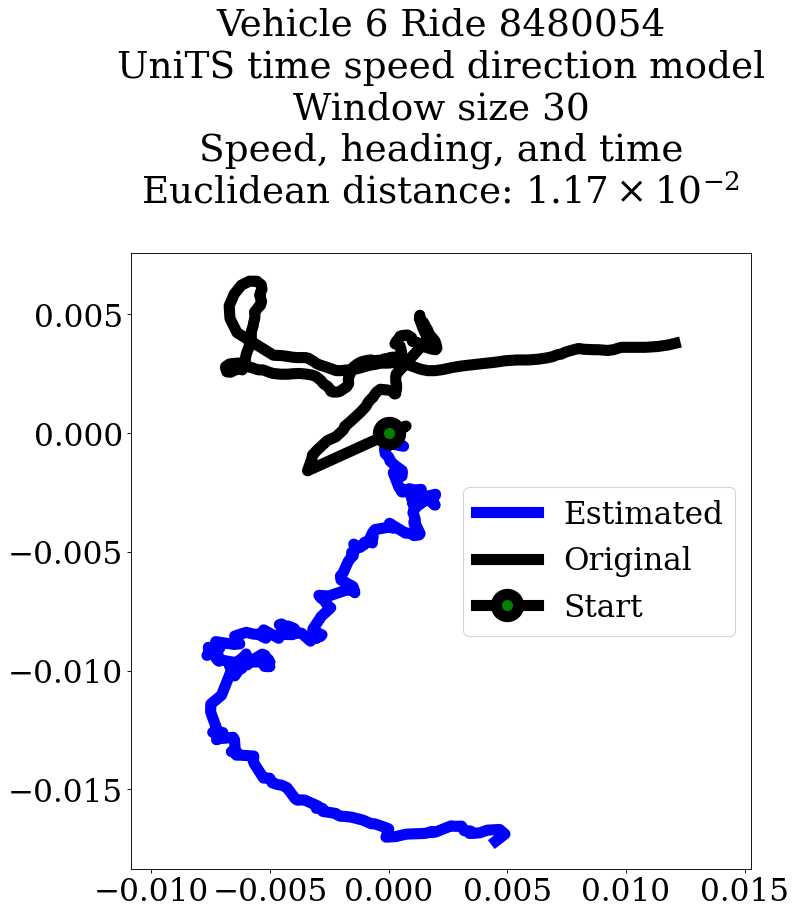 Vehicle 6 Ride 8480054
UniTS time speed direction model
Window size 30
Speed, heading, and time
Euclidean distance: $1.17 \times 10^{-2}$
0.005
0.000
−0.005
−0.010
−0.015
Estimated
Original
Start
−0.010 −0.005 0.000 0.005 0.010 0.015